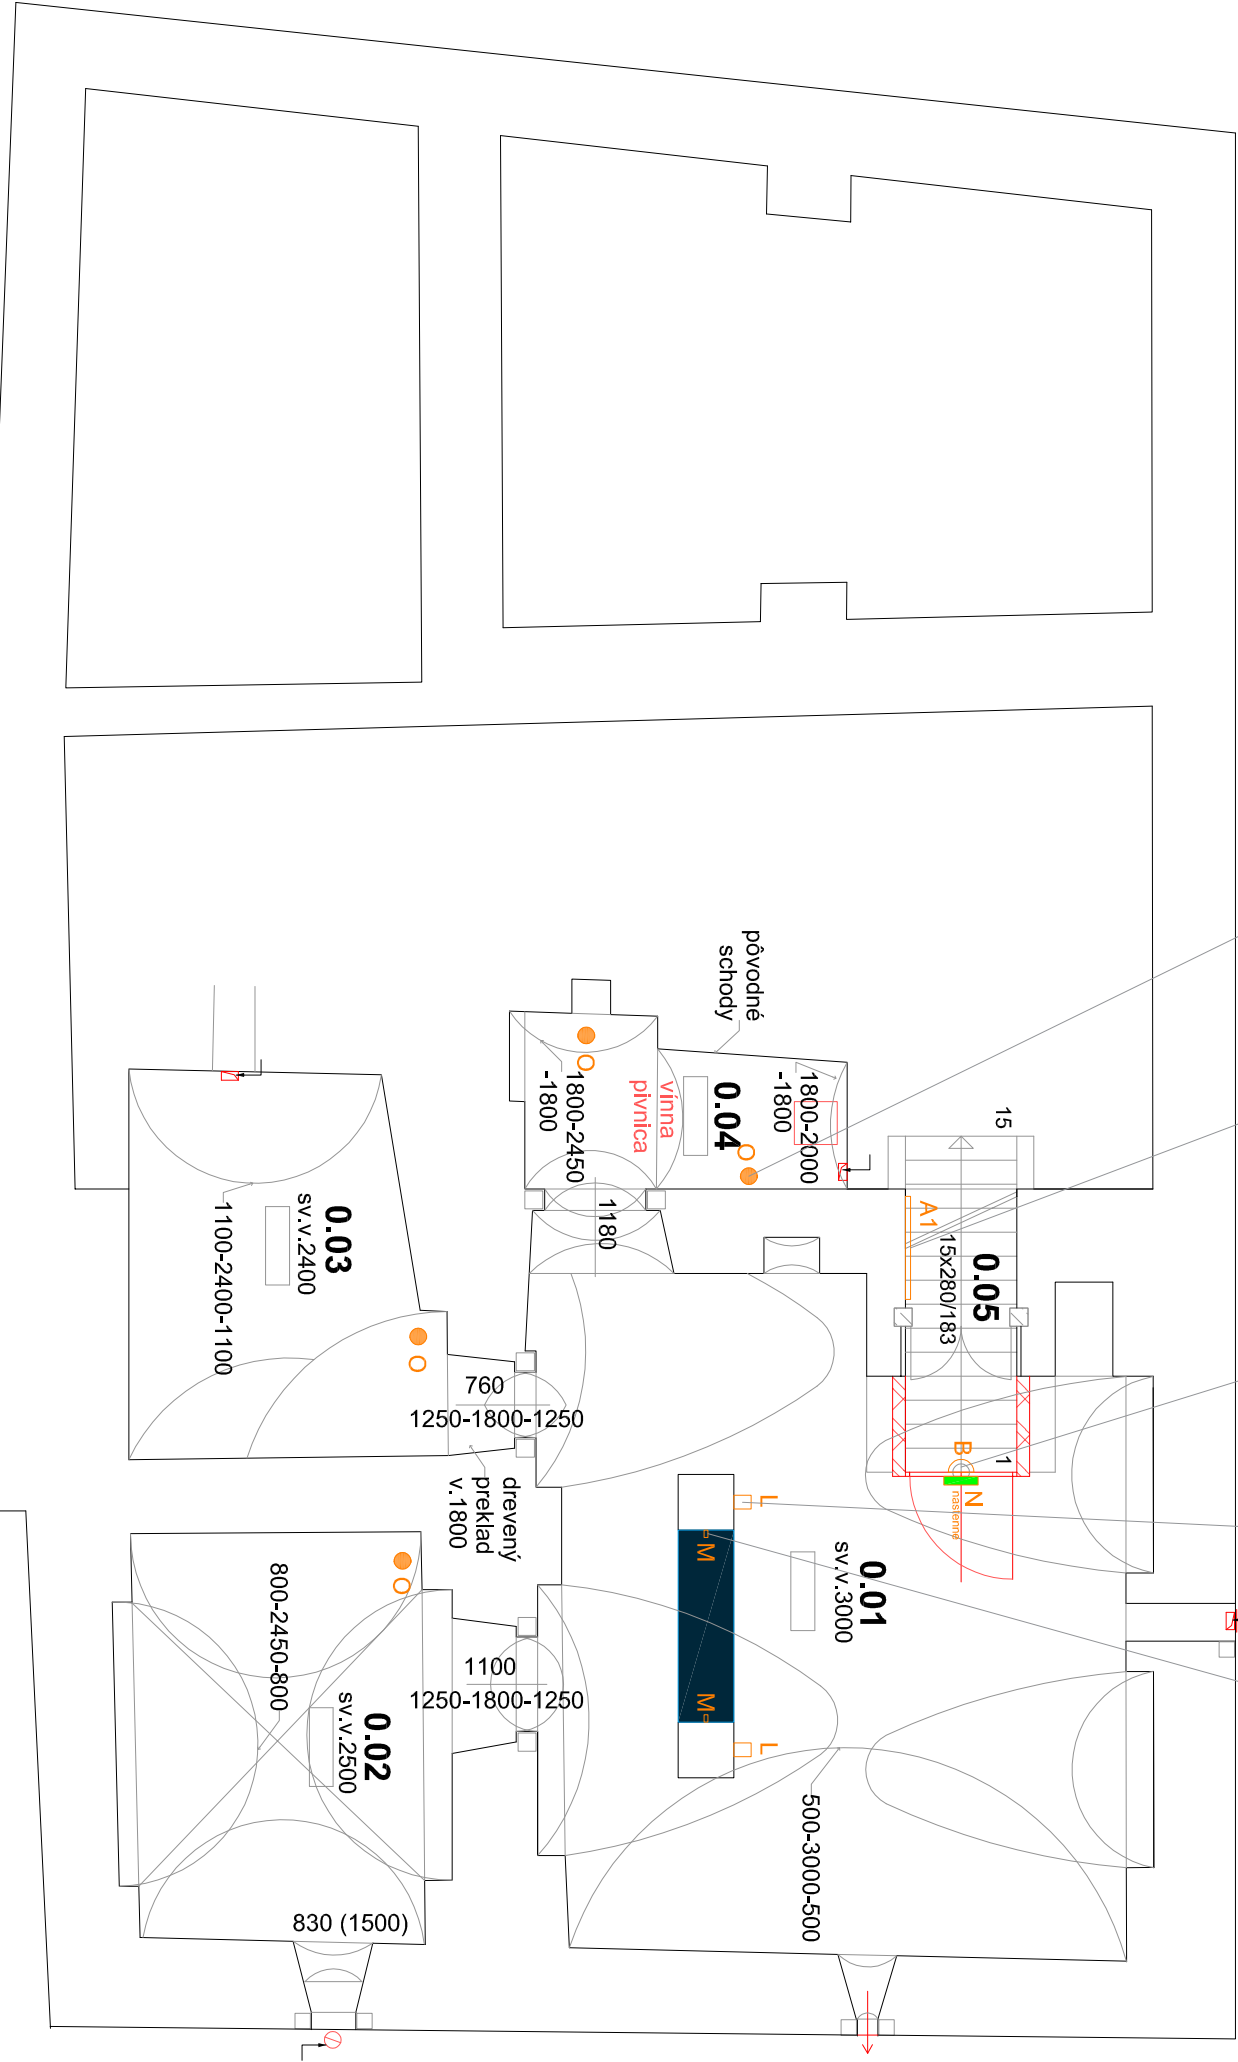 pôvodné
schody
1800-2000
-1800
0.04
vínna
pivnica
1800-2450
-1800
O
O
1180
15
A1
15x280/183
0.05
1
B
N
nástenné
0.03
sv.v.2400
1100-2400-1100
O
760
1250-1800-1250
drevený
preklad
v.1800
L
M
0.01
sv.v.3000
M
L
500-3000-500
O
1100
1250-1800-1250
800-2450-800
0.02
sv.v.2500
830 (1500)